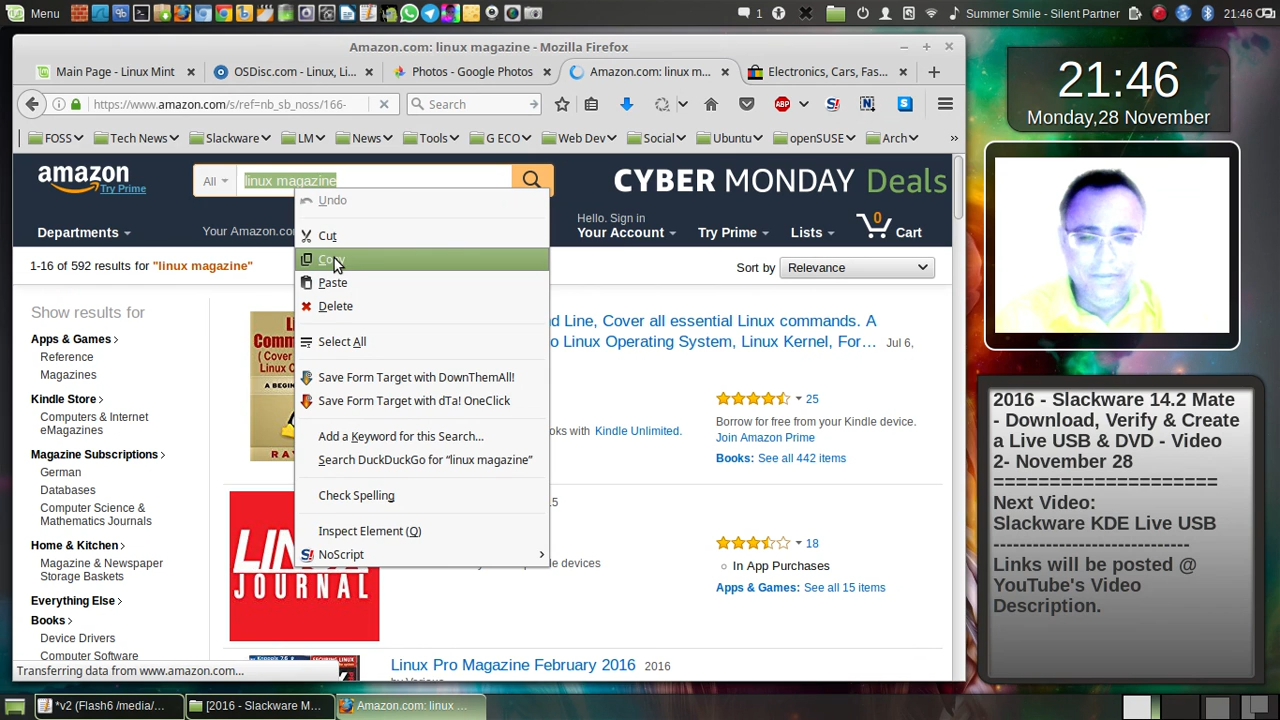 Menu
1
Summer Smile - Silent Partner
21:46
Amazon.com: linux magazine - Mozilla Firefox
Main Page - Linux Mint
OSDisc.com - Linux, Li...
Photos - Google Photos
Amazon.com: linux m...
Electronics, Cars, Fas...
https://www.amazon.com/s/ref=nb_sb_noss/166-
Search
ABP
FOSS
Tech News
Slackware
LM
News
Tools
G ECO
Web Dev
Social
Ubuntu
openSUSE
Arch
»
amazon
Try Prime
All
linux magazine
CYBER MONDAY Deals
Departments
Your Amazon.co
Hello. Sign in
Your Account
Try Prime
Lists
0
Cart
1-16 of 592 results for "linux magazine"
Sort by
Relevance
Undo
Cut
Copy
Paste
Delete
Select All
Save Form Target with DownThemAll!
Save Form Target with dTa! OneClick
Add a Keyword for this Search...
Search DuckDuckGo for “linux magazine”
Check Spelling
Inspect Element (Q)
NoScript
Show results for
Apps & Games
Reference
Magazines
Kindle Store
Computers & Internet
eMagazines
Magazine Subscriptions
German
Databases
Computer Science &
Mathematics Journals
Home & Kitchen
Magazine & Newspaper
Storage Baskets
Everything Else
Books
Device Drivers
Computer Software
d Line, Cover all essential Linux commands. A
o Linux Operating System, Linux Kernel, For… Jul 6,
ooks with Kindle Unlimited.
25
Borrow for free from your Kindle device.
Join Amazon Prime
Books: See all 442 items
JOURNAL
15
le devices
18
In App Purchases
Apps & Games: See all 15 items
Linux Pro Magazine February 2016 2016
by Various
Transferring data from www.amazon.com...
*v2 (Flash6 /media/...
[2016 - Slackware M...
Amazon.com: linux ...
21:46
Monday,28 November
2016 - Slackware 14.2 Mate
- Download, Verify & Create
a Live USB & DVD - Video
2- November 28
=====================
Next Video:
Slackware KDE Live USB
----------------------------
Links will be posted @
YouTube's Video
Description.